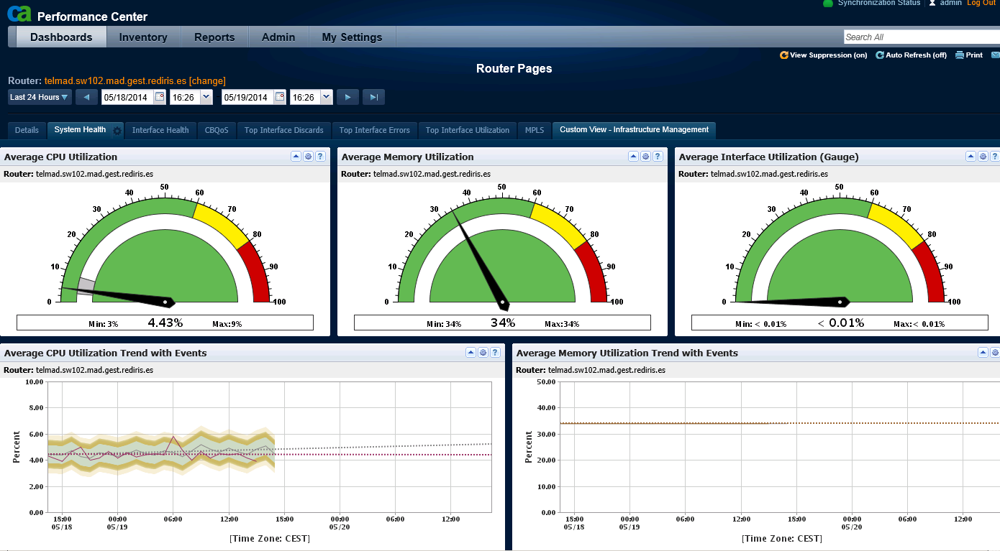 Synchronization Status admin Log Out
ca Performance Center
Dashboards Inventory Reports Admin My Settings Search All
View Suppression (on) Auto Refresh (off) Print
Router Pages
Router: telmad.sw102.mad.gest.rediris.es [change]
Last 24 Hours 05/18/2014 16:26 05/19/2014 16:26
Details System Health Interface Health CBQoS Top Interface Discards Top Interface Errors Top Interface Utilization MPLS Custom View - Infrastructure Management
Average CPU Utilization
Router: telmad.sw102.mad.gest.rediris.es
0 10 20 30 40 50 60 70 80 90 100
Min: 3% 4.43% Max:9%
Average Memory Utilization
Router: telmad.sw102.mad.gest.rediris.es
0 10 20 30 40 50 60 70 80 90 100
Min: 34% 34% Max:34%
Average Interface Utilization (Gauge)
Router: telmad.sw102.mad.gest.rediris.es
0 10 20 30 40 50 60 70 80 90 100
Min: < 0.01% < 0.01% Max:< 0.01%
Average CPU Utilization Trend with Events
Router: telmad.sw102.mad.gest.rediris.es
Percent
10.00
8.00
6.00
4.00
2.00
0.00
18:00 00:00 06:00 12:00 18:00 00:00 06:00 12:00
05/18 05/19 05/20
[Time Zone: CEST]
Average Memory Utilization Trend with Events
Router: telmad.sw102.mad.gest.rediris.es
Percent
50.00
40.00
30.00
20.00
10.00
0.00
18:00 00:00 06:00 12:00 18:00 00:00 06:00 12:00
05/18 05/19 05/20
[Time Zone: CEST]